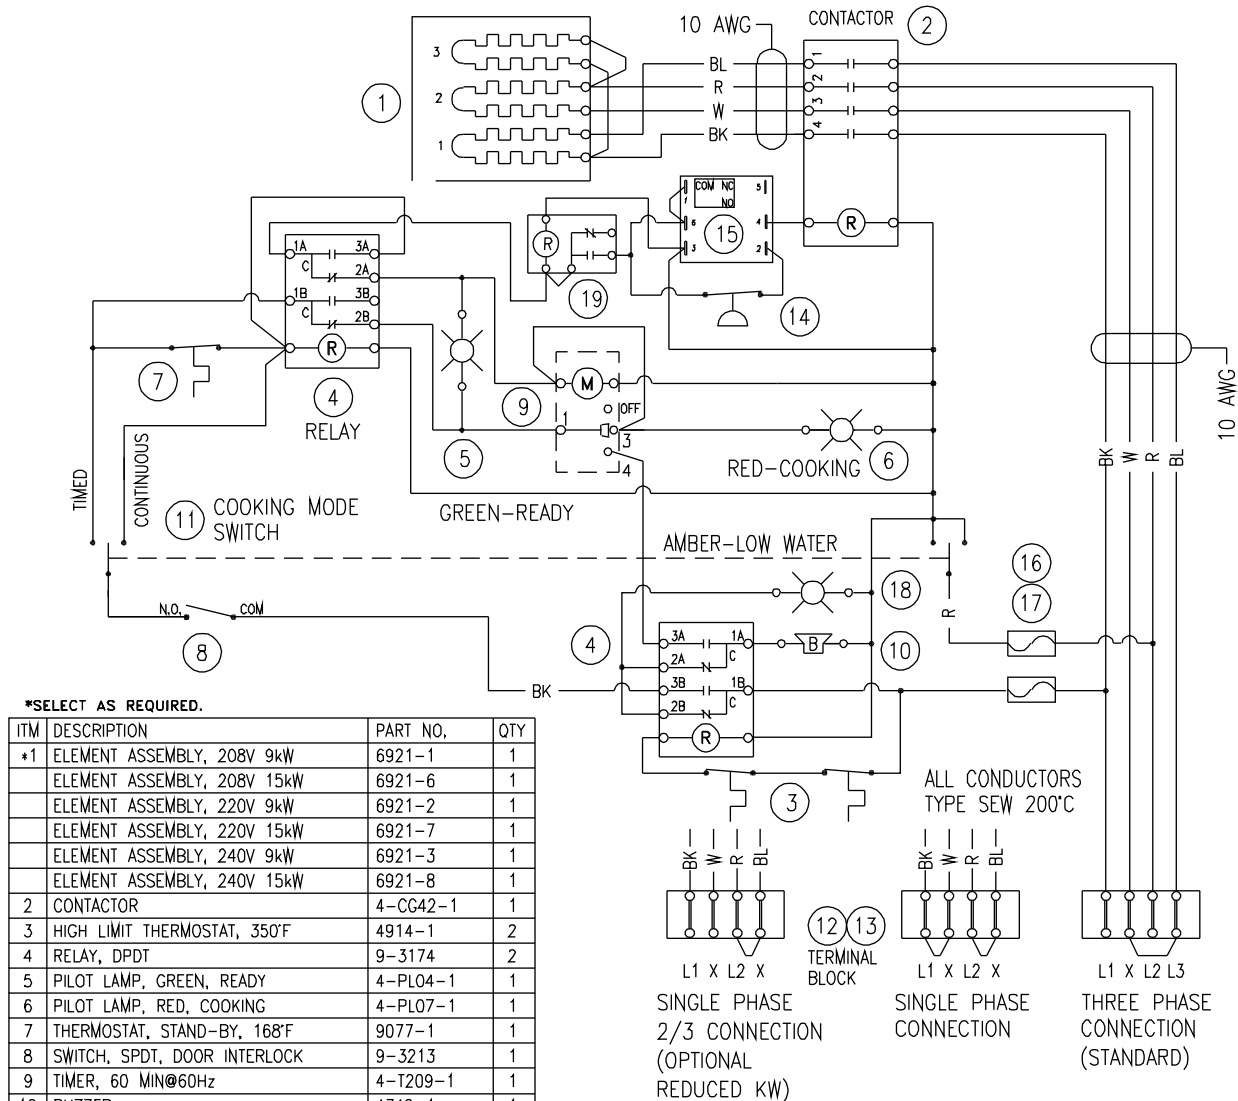 10 AWG
CONTACTOR
2
1
3
2
1
BL
R
W
BK
1
2
3
4
COM NC
NO
5
1
6
4
3
2
15
R
R
19
14
1A
3A
C
2A
1B
3B
C
2B
R
7
4
RELAY
9
M
OFF
1
3
4
5
RED-COOKING
6
10 AWG
BK
W
R
BL
TIMED
CONTINUOUS
11
COOKING MODE
SWITCH
GREEN-READY
AMBER-LOW WATER
16
17
18
R
N.O.
COM
8
4
3A
1A
2A
C
3B
1B
2B
C
R
B
10
BK
3
ALL CONDUCTORS
TYPE SEW 200°C
BK
W
R
BL
BK
W
R
BL
12
13
TERMINAL
BLOCK
L1 X L2 X
L1 X L2 X
L1 X L2 L3
SINGLE PHASE
2/3 CONNECTION
(OPTIONAL
REDUCED KW)
SINGLE PHASE
CONNECTION
THREE PHASE
CONNECTION
(STANDARD)
*SELECT AS REQUIRED.
ITM DESCRIPTION PART NO. QTY
*1 ELEMENT ASSEMBLY, 208V 9kW 6921-1 1
ELEMENT ASSEMBLY, 208V 15kW 6921-6 1
ELEMENT ASSEMBLY, 220V 9kW 6921-2 1
ELEMENT ASSEMBLY, 220V 15kW 6921-7 1
ELEMENT ASSEMBLY, 240V 9kW 6921-3 1
ELEMENT ASSEMBLY, 240V 15kW 6921-8 1
2 CONTACTOR 4-CG42-1 1
3 HIGH LIMIT THERMOSTAT, 350°F 4914-1 2
4 RELAY, DPDT 9-3174 2
5 PILOT LAMP, GREEN, READY 4-PL04-1 1
6 PILOT LAMP, RED, COOKING 4-PL07-1 1
7 THERMOSTAT, STAND-BY, 168°F 9077-1 1
8 SWITCH, SPDT, DOOR INTERLOCK 9-3213 1
9 TIMER, 60 MIN@60Hz 4-T209-1 1